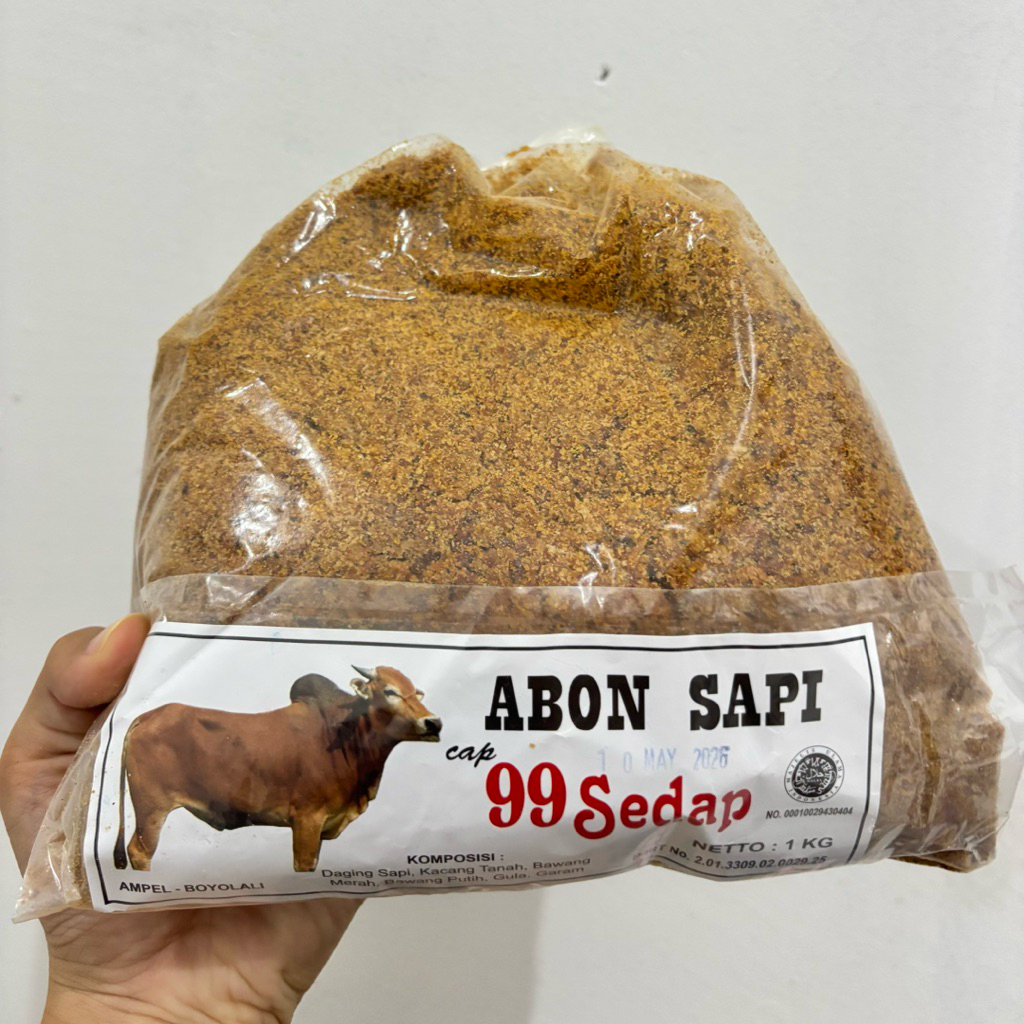 ABON SAPI
cap
10 MAY 2026
99 Sedap
NO. 00010029430404
NETTO : 1 KG
No. 2.01.3309.02.0029.25
KOMPOSISI :
Daging Sapi, Kacang Tanah, Bawang
Merah, Bawang Putih, Gula, Garam
AMPEL - BOYOLALI